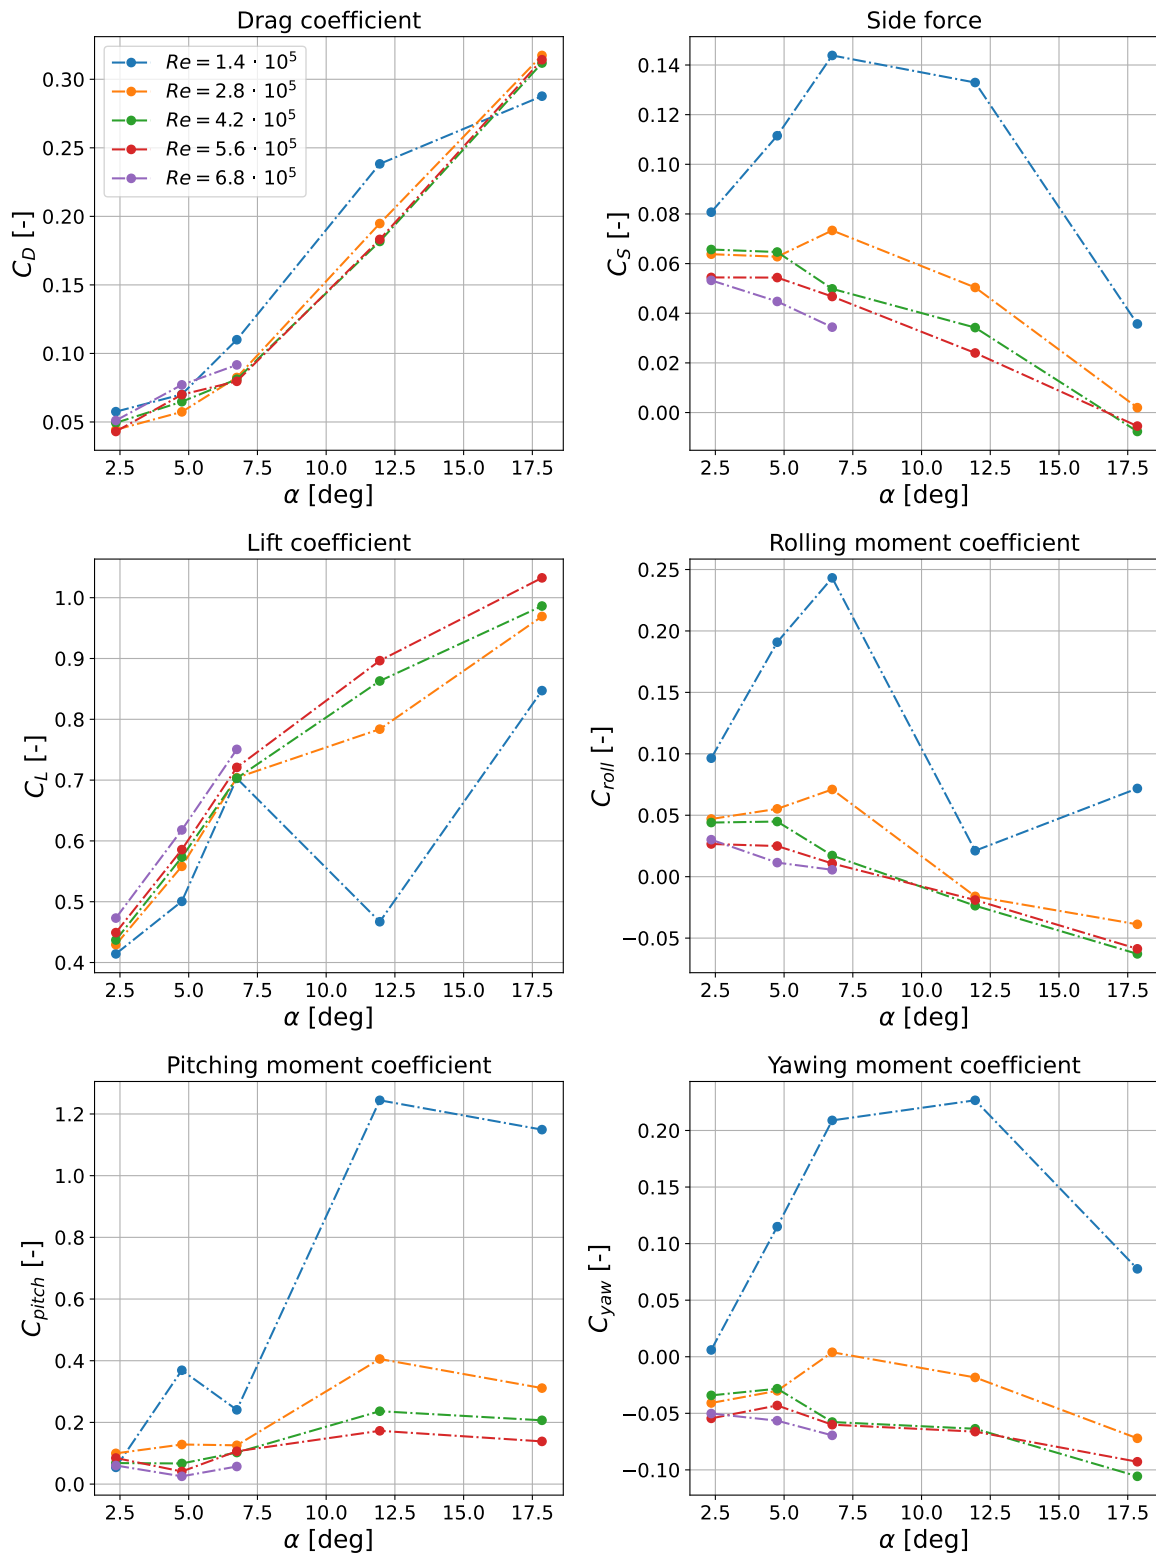 Drag coefficient
0.30
0.25
0.20
0.15
0.10
0.05
C_D [-]
Re = 1.4 · 10⁵
Re = 2.8 · 10⁵
Re = 4.2 · 10⁵
Re = 5.6 · 10⁵
Re = 6.8 · 10⁵
2.5 5.0 7.5 10.0 12.5 15.0 17.5
α [deg]
Side force
0.14
0.12
0.10
0.08
0.06
0.04
0.02
0.00
C_S [-]
2.5 5.0 7.5 10.0 12.5 15.0 17.5
α [deg]
Lift coefficient
1.0
0.9
0.8
0.7
0.6
0.5
0.4
C_L [-]
2.5 5.0 7.5 10.0 12.5 15.0 17.5
α [deg]
Rolling moment coefficient
0.25
0.20
0.15
0.10
0.05
0.00
−0.05
C_roll [-]
2.5 5.0 7.5 10.0 12.5 15.0 17.5
α [deg]
Pitching moment coefficient
1.2
1.0
0.8
0.6
0.4
0.2
0.0
C_pitch [-]
2.5 5.0 7.5 10.0 12.5 15.0 17.5
α [deg]
Yawing moment coefficient
0.20
0.15
0.10
0.05
0.00
−0.05
−0.10
C_yaw [-]
2.5 5.0 7.5 10.0 12.5 15.0 17.5
α [deg]